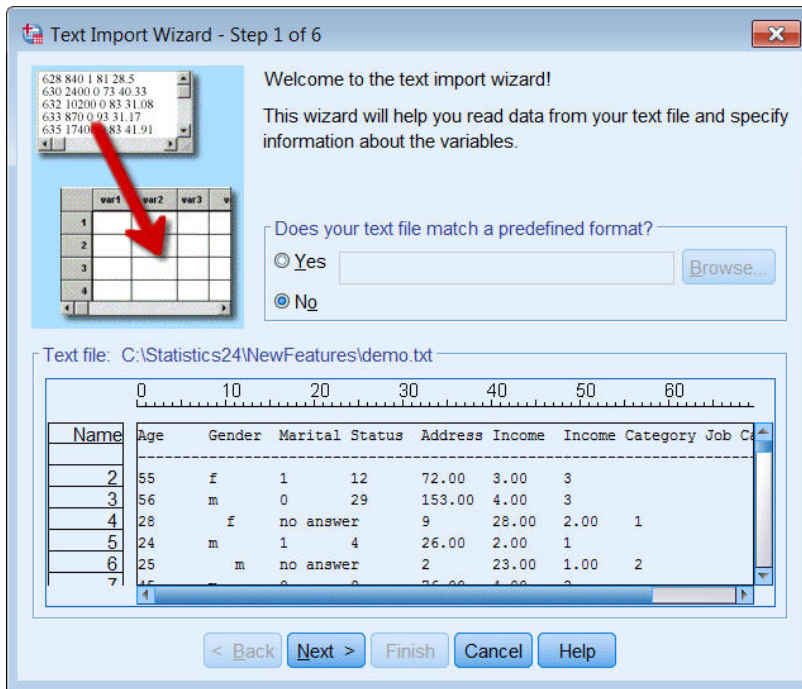 Text Import Wizard - Step 1 of 6
628 840 1 81 28.5
630 2400 0 73 40.33
632 10200 0 83 31.08
633 870 0 93 31.17
635 1740 83 41.91
var1 var2 var3 v
1
2
3
4
Welcome to the text import wizard!
This wizard will help you read data from your text file and specify
information about the variables.
Does your text file match a predefined format?
Yes Browse...
No
Text file: C:\Statistics24\NewFeatures\demo.txt
0 10 20 30 40 50 60
Name Age Gender Marital Status Address Income Income Category Job Ca
2 55 f 1 12 72.00 3.00 3
3 56 m 0 29 153.00 4.00 3
4 28 f no answer 9 28.00 2.00 1
5 24 m 1 4 26.00 2.00 1
6 25 m no answer 2 23.00 1.00 2
7
< Back Next > Finish Cancel Help